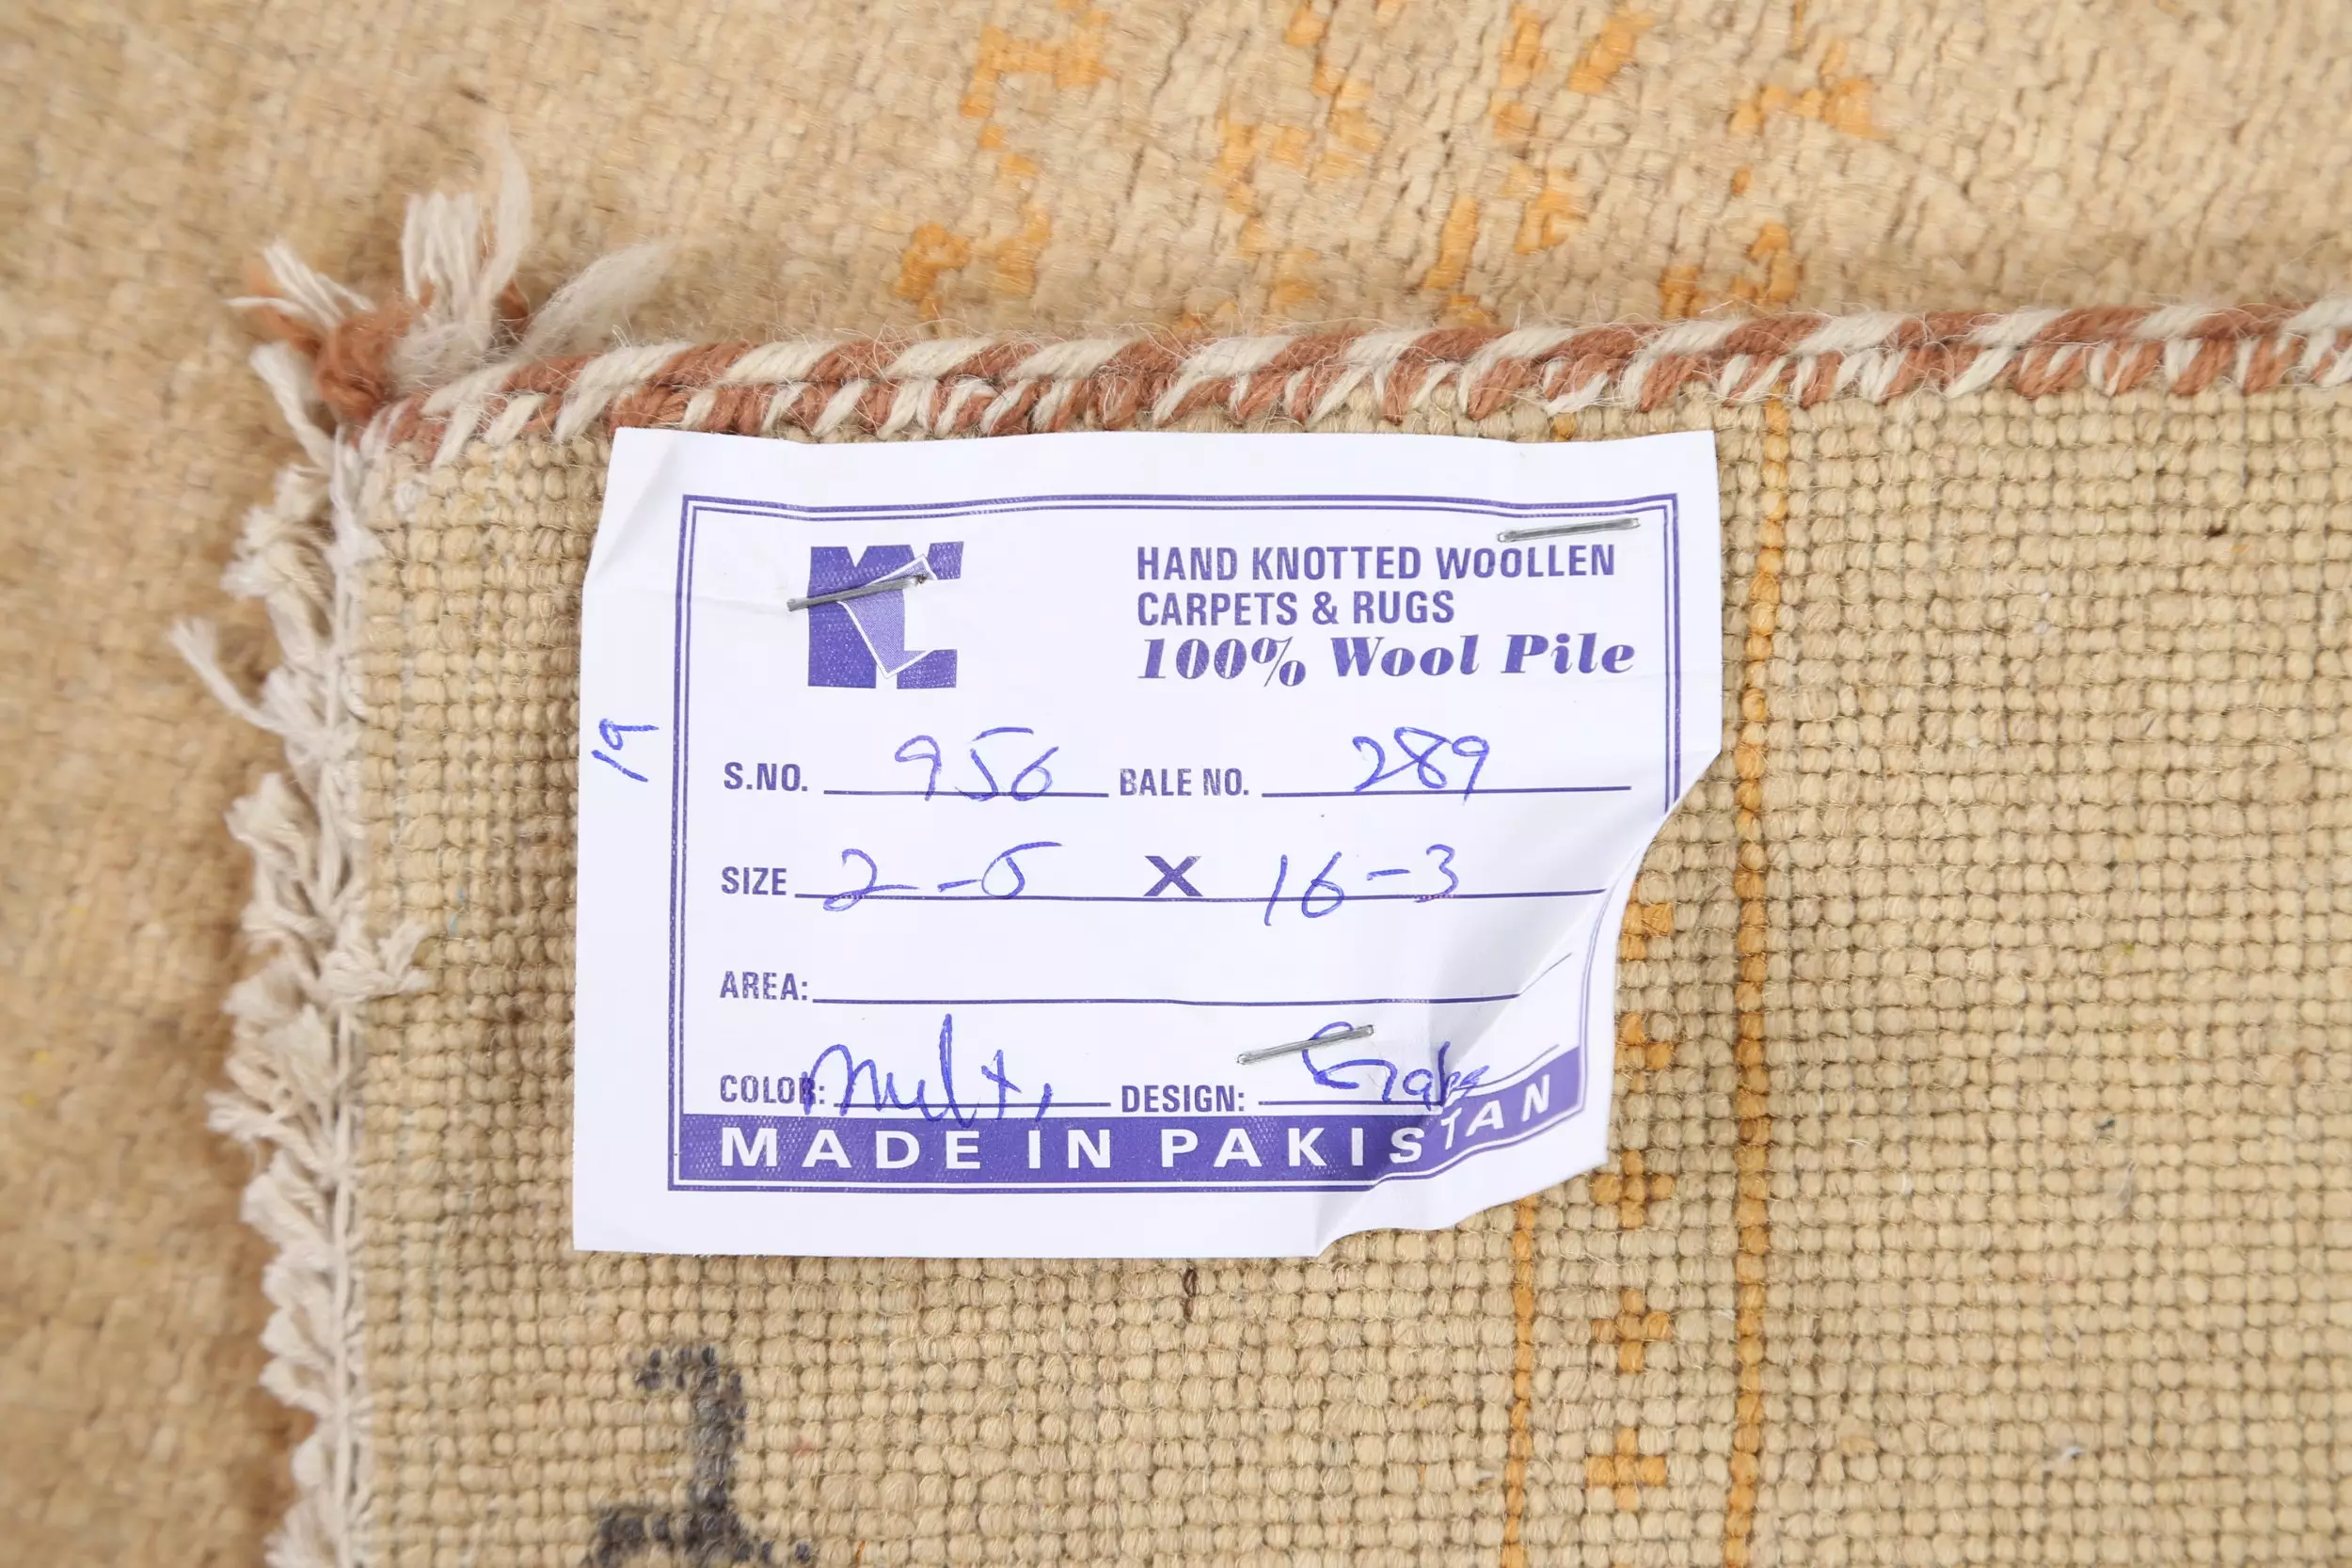 HAND KNOTTED WOOLLEN
CARPETS & RUGS
100% Wool Pile
19
S.NO. 956 BALE NO. 289
SIZE 2-5 X 16-3
AREA:
COLOR: Multi DESIGN:
MADE IN PAKISTAN